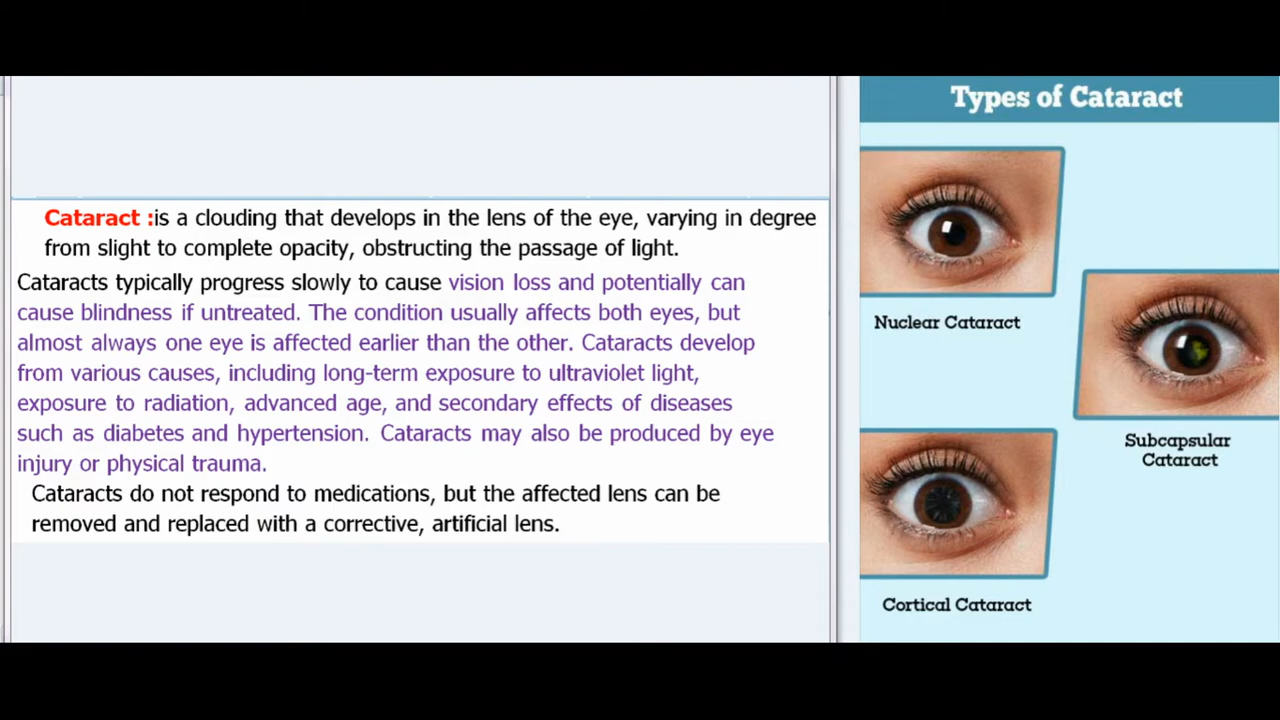 Cataract :is a clouding that develops in the lens of the eye, varying in degree
from slight to complete opacity, obstructing the passage of light.
Cataracts typically progress slowly to cause vision loss and potentially can
cause blindness if untreated. The condition usually affects both eyes, but
almost always one eye is affected earlier than the other. Cataracts develop
from various causes, including long-term exposure to ultraviolet light,
exposure to radiation, advanced age, and secondary effects of diseases
such as diabetes and hypertension. Cataracts may also be produced by eye
injury or physical trauma.
Cataracts do not respond to medications, but the affected lens can be
removed and replaced with a corrective, artificial lens.
Types of Cataract
Nuclear Cataract
Subcapsular
Cataract
Cortical Cataract